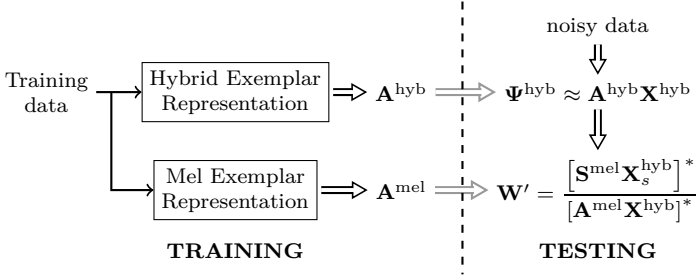 noisy data
Training
data
Hybrid Exemplar
Representation
A^hyb
Ψ^hyb ≈ A^hyb X^hyb
Mel Exemplar
Representation
A^mel
W′ = [S^mel X_s^hyb]^* / [A^mel X^hyb]^*
TRAINING
TESTING